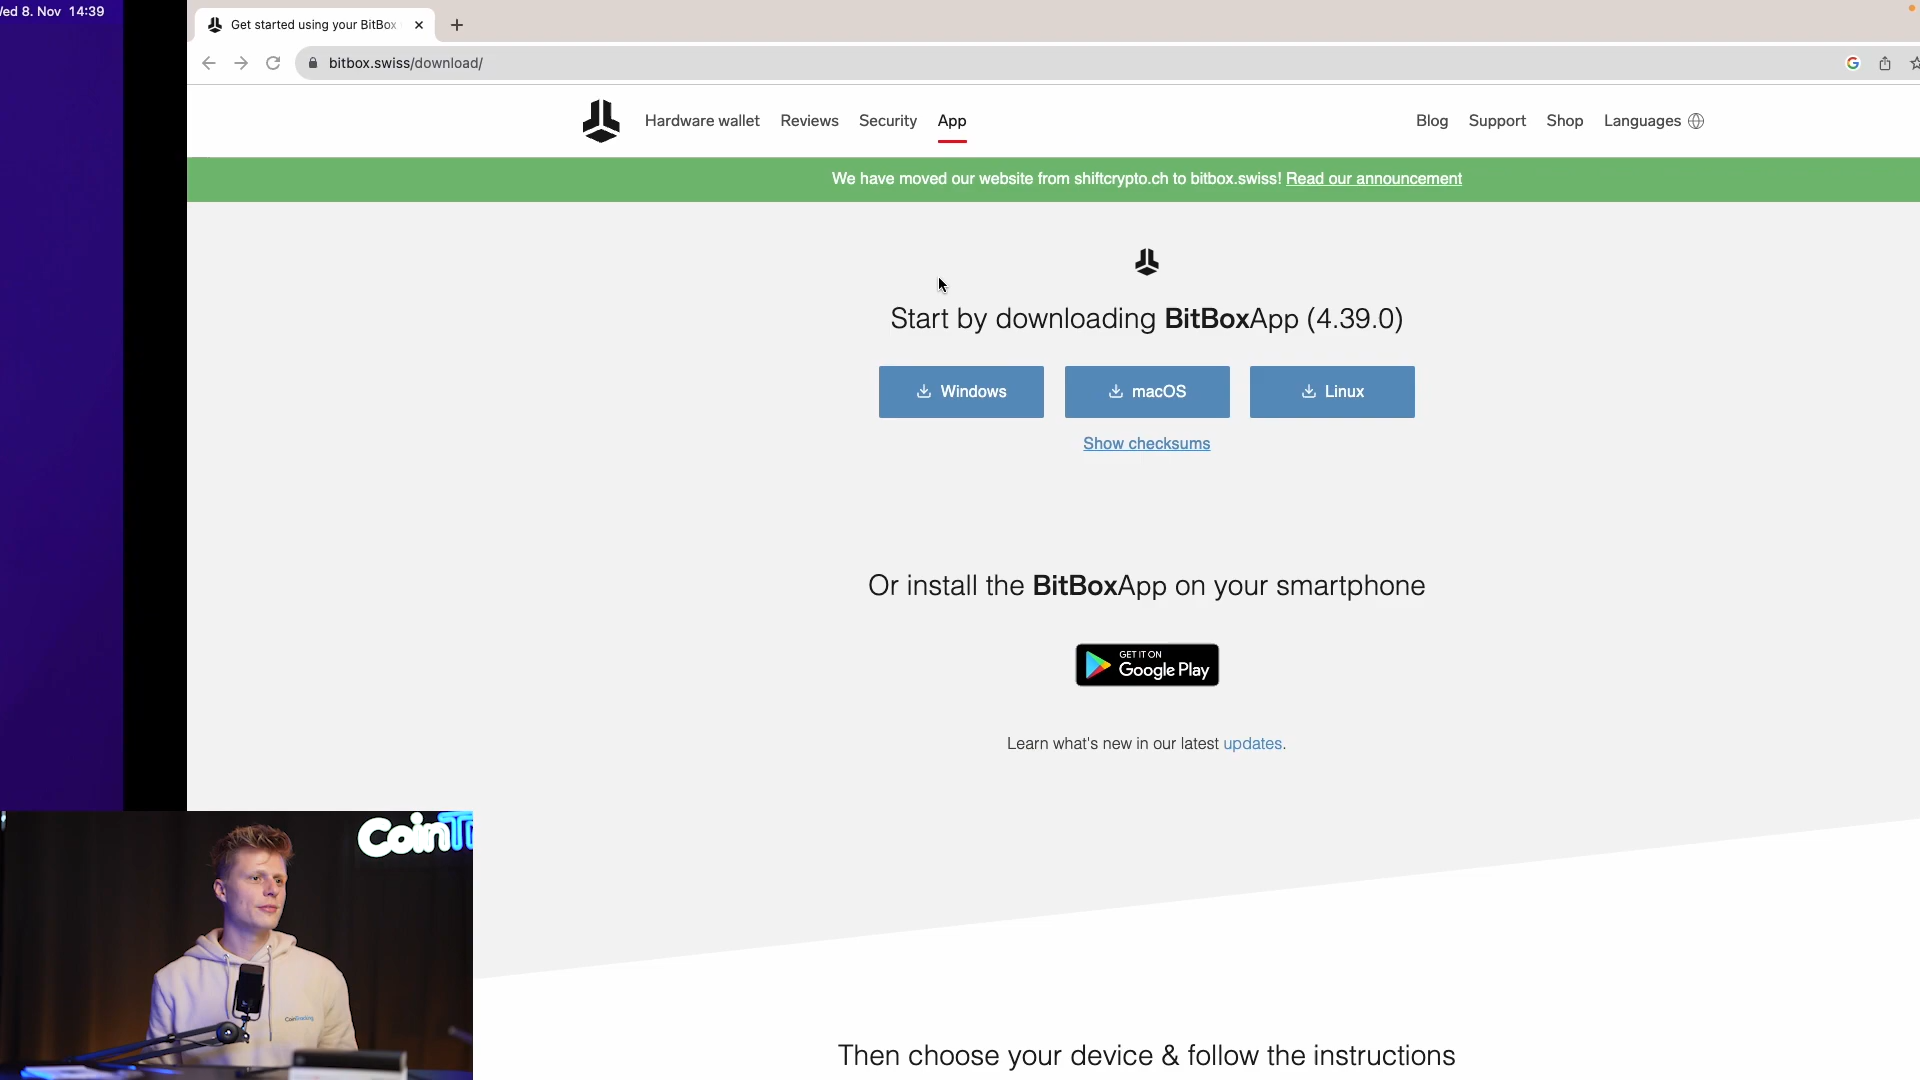 8. Nov 14:39
Get started using your BitBox
bitbox.swiss/download/
Hardware wallet Reviews Security App Blog Support Shop Languages
We have moved our website from shiftcrypto.ch to bitbox.swiss! Read our announcement
Start by downloading BitBoxApp (4.39.0)
Windows macOS Linux
Show checksums
Or install the BitBoxApp on your smartphone
GET IT ON
Google Play
Learn what's new in our latest updates.
Then choose your device & follow the instructions
CoinTracking